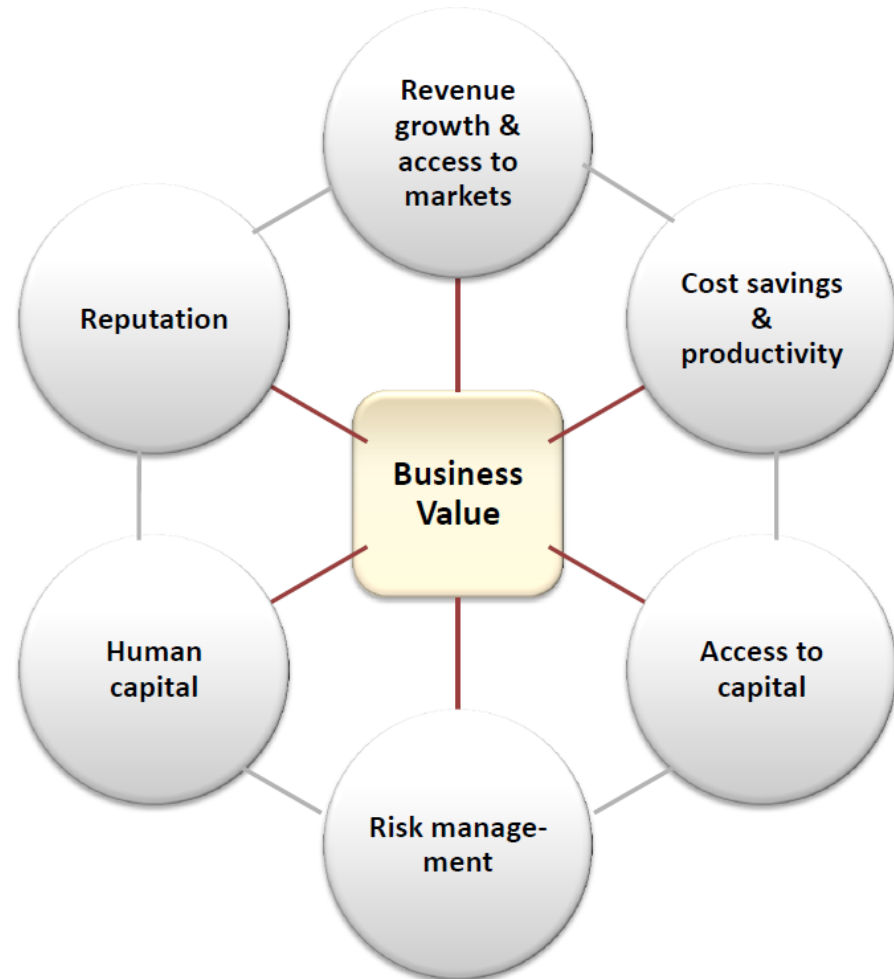 Revenue
growth &
access to
markets
Reputation
Cost savings
&
productivity
Business
Value
Human
capital
Access to
capital
Risk manage-
ment